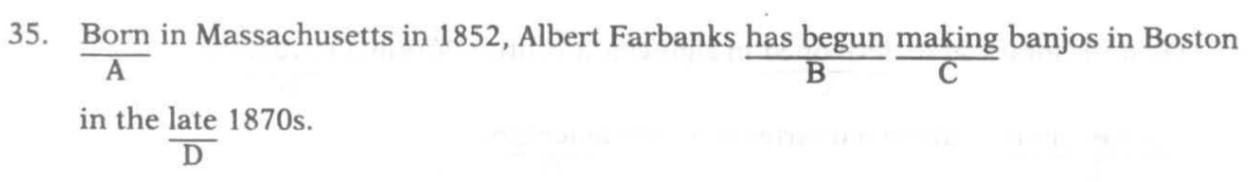 35. Born in Massachusetts in 1852, Albert Farbanks has begun making banjos in Boston
A B C
in the late 1870s.
D